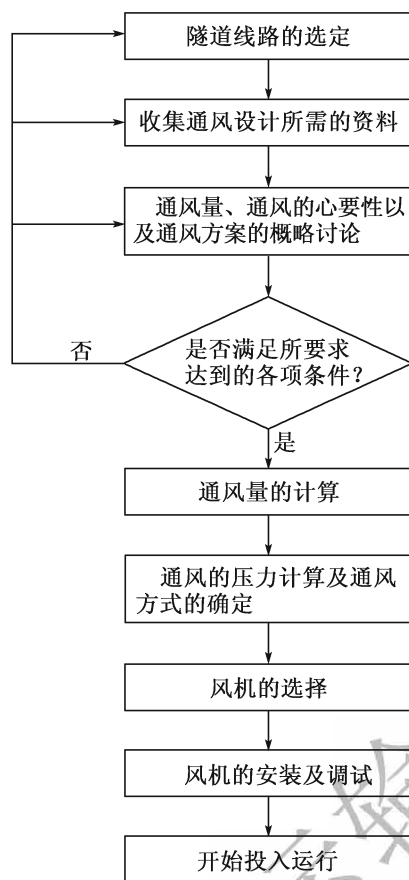 隧道线路的选定
收集通风设计所需的资料
通风量、通风的心要性以
及通风方案的概略讨论
是否满足所要求
达到的各项条件？
否
是
通风量的计算
通风的压力计算及通风
方式的确定
风机的选择
风机的安装及调试
开始投入运行